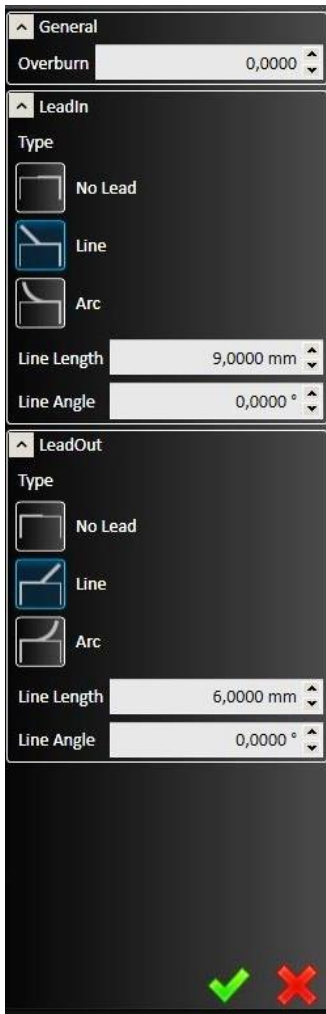 General
Overburn 0,0000
LeadIn
Type
No Lead
Line
Arc
Line Length 9,0000 mm
Line Angle 0,0000 °
LeadOut
Type
No Lead
Line
Arc
Line Length 6,0000 mm
Line Angle 0,0000 °